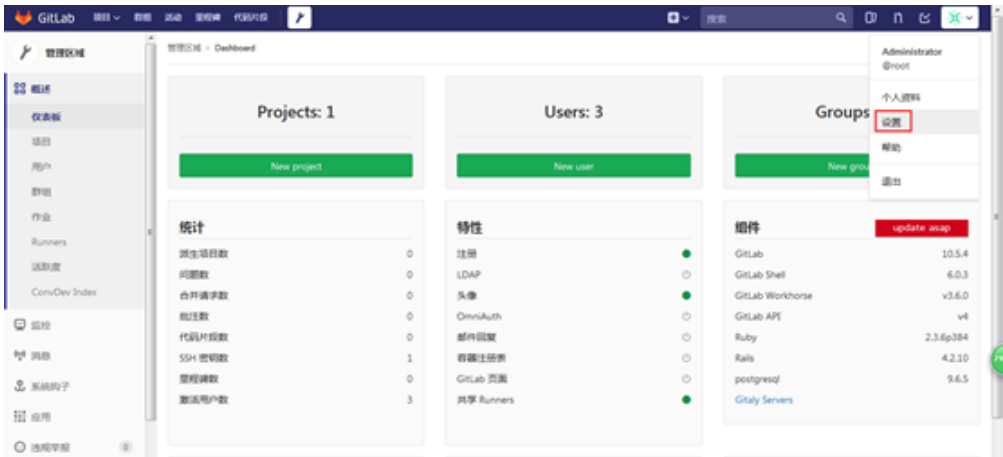 GitLab 项目 群组 活动 里程碑 代码片段 搜索
管理区域
管理区域 > Dashboard
Administrator
@root
个人资料
设置
帮助
退出
概述
仪表板
项目
用户
群组
作业
Runners
活跃度
ConvDev Index
监控
消息
系统钩子
应用
违规举报 0
Projects: 1
New project
Users: 3
New user
Groups
New grou
统计
派生项目数 0
问题数 0
合并请求数 0
批注数 0
代码片段数 0
SSH 密钥数 1
里程碑数 0
激活用户数 3
特性
注册
LDAP
头像
OmniAuth
邮件回复
容器注册表
GitLab 页面
共享 Runners
组件 update asap
GitLab 10.5.4
GitLab Shell 6.0.3
GitLab Workhorse v3.6.0
GitLab API v4
Ruby 2.3.6p384
Rails 4.2.10
postgresql 9.6.5
Gitaly Servers